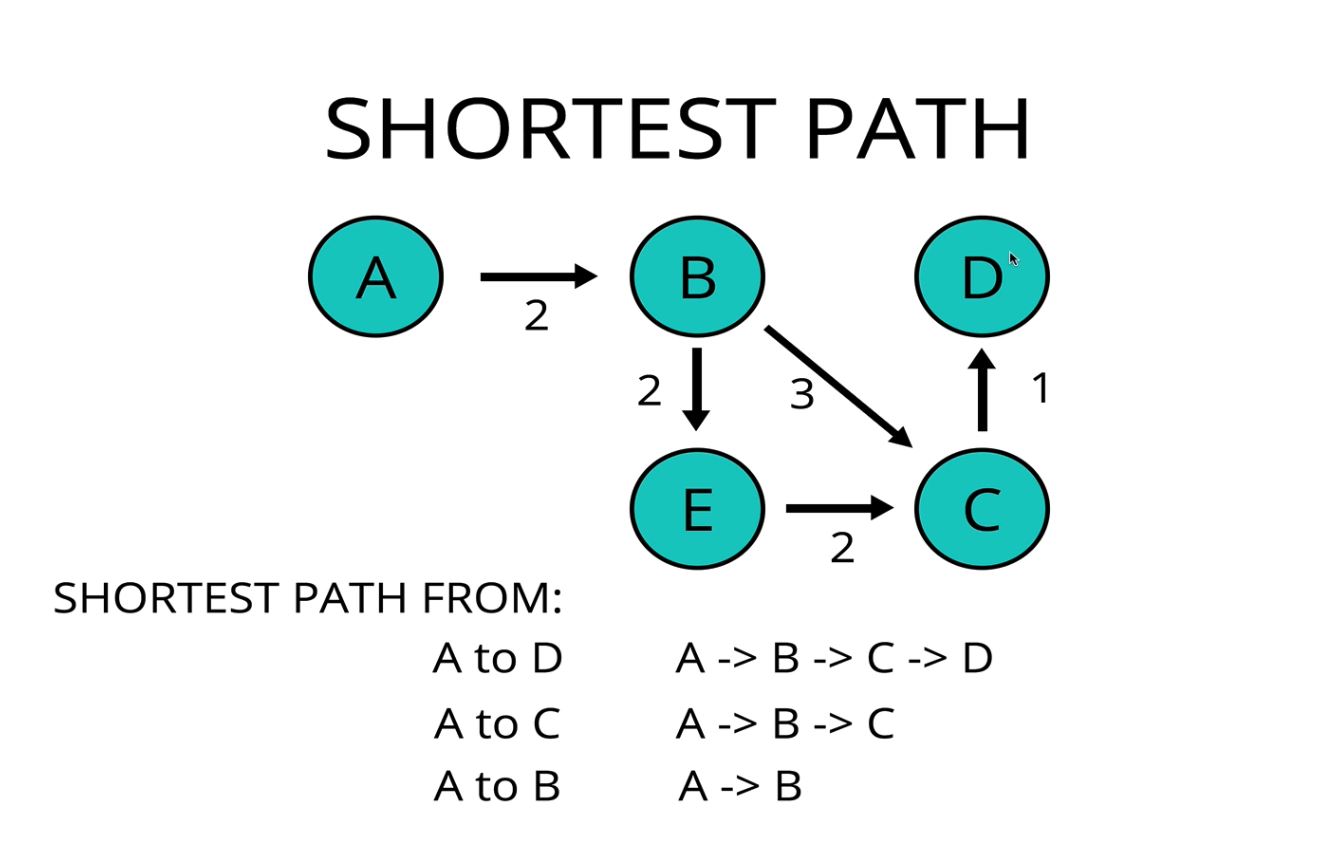 SHORTEST PATH
A
2
B
D
2
3
1
E
2
C
SHORTEST PATH FROM:
A to D A -> B -> C -> D
A to C A -> B -> C
A to B A -> B